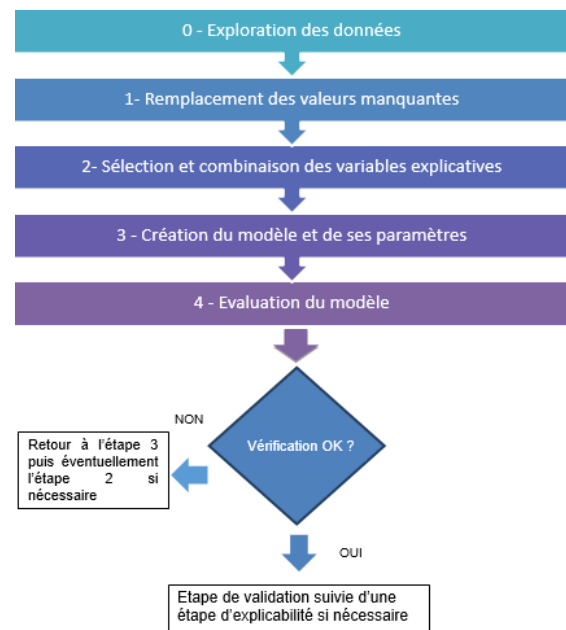 0 - Exploration des données
1- Remplacement des valeurs manquantes
2- Sélection et combinaison des variables explicatives
3 - Création du modèle et de ses paramètres
4 - Evaluation du modèle
Vérification OK ?
NON
Retour à l'étape 3
puis éventuellement
l'étape 2 si
nécessaire
OUI
Etape de validation suivie d'une
étape d'explicabilité si nécessaire